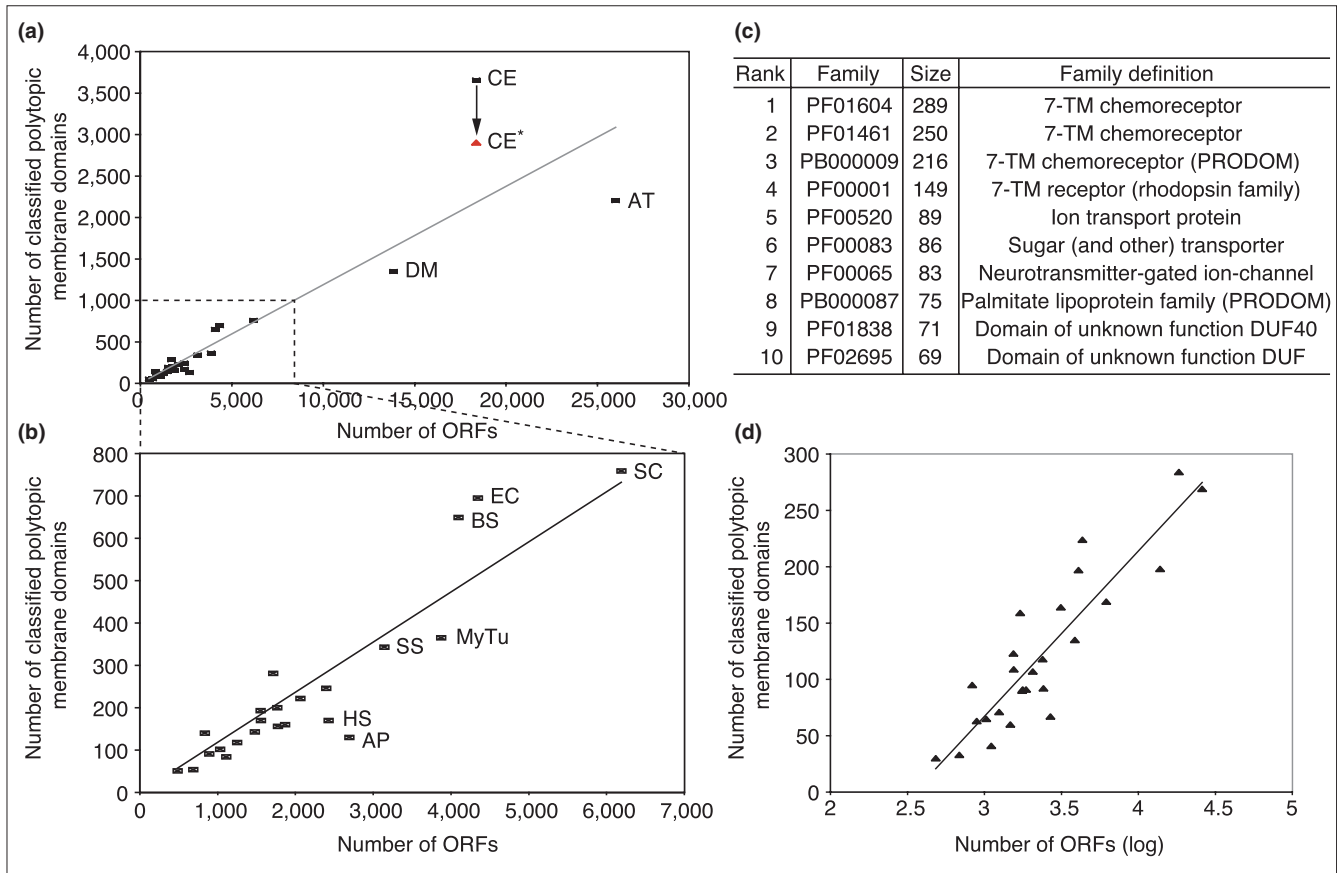 (a)
4,000
3,500
3,000
2,500
2,000
1,500
1,000
500
0
Number of classified polytopic
membrane domains
CE
CE*
AT
DM
0 5,000 10,000 15,000 20,000 25,000 30,000
Number of ORFs
(c)
Rank Family Size Family definition
1 PF01604 289 7-TM chemoreceptor
2 PF01461 250 7-TM chemoreceptor
3 PB000009 216 7-TM chemoreceptor (PRODOM)
4 PF00001 149 7-TM receptor (rhodopsin family)
5 PF00520 89 Ion transport protein
6 PF00083 86 Sugar (and other) transporter
7 PF00065 83 Neurotransmitter-gated ion-channel
8 PB000087 75 Palmitate lipoprotein family (PRODOM)
9 PF01838 71 Domain of unknown function DUF40
10 PF02695 69 Domain of unknown function DUF
(b)
800
700
600
500
400
300
200
100
0
Number of classified polytopic
membrane domains
SC
EC
BS
MyTu
SS
HS
AP
0 1,000 2,000 3,000 4,000 5,000 6,000 7,000
Number of ORFs
(d)
300
250
200
150
100
50
0
Number of classified polytopic
membrane domains
2 2.5 3 3.5 4 4.5 5
Number of ORFs (log)